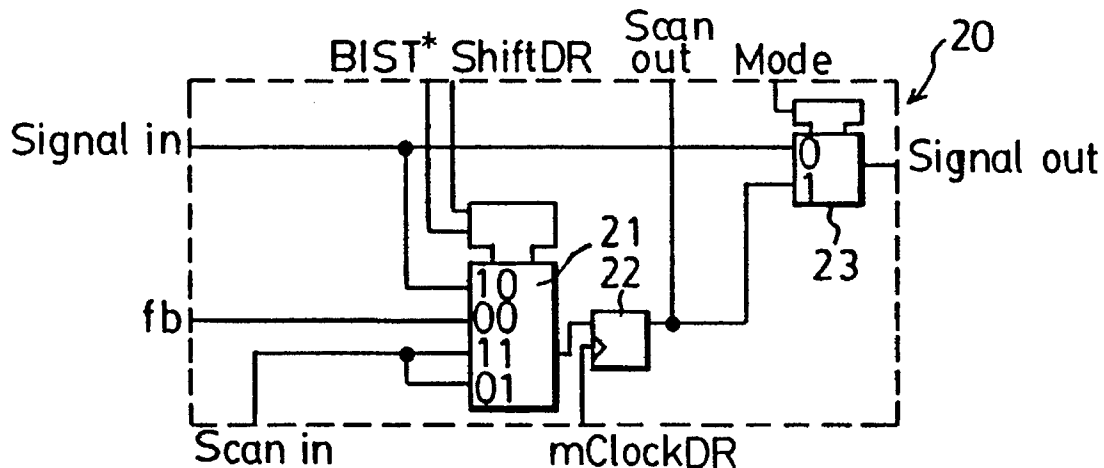 BIST* ShiftDR
Scan
out
Mode
20
Signal in
0
1
Signal out
23
21
22
10
00
11
01
fb
Scan in
mClockDR